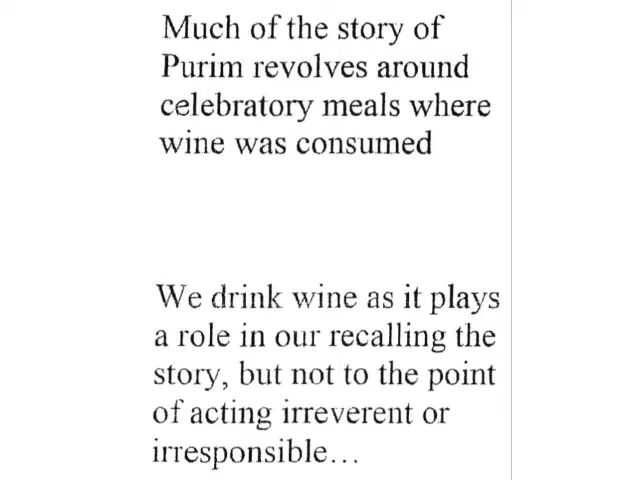 Much of the story of
Purim revolves around
celebratory meals where
wine was consumed
We drink wine as it plays
a role in our recalling the
story, but not to the point
of acting irreverent or
irresponsible...